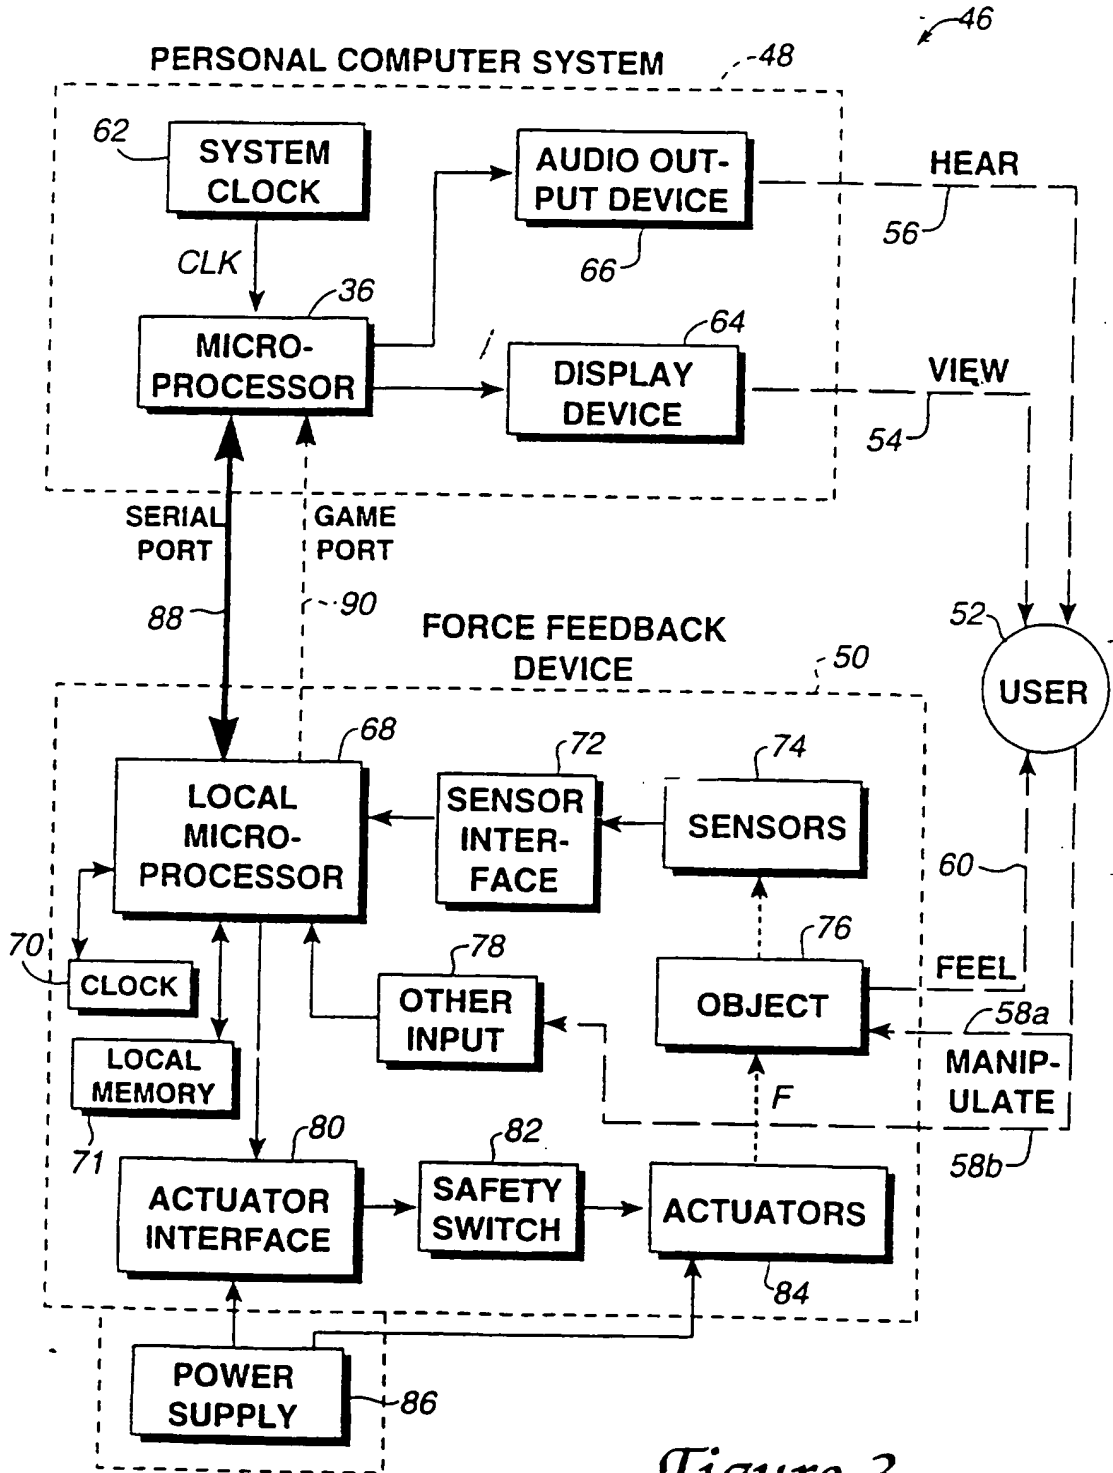 46
PERSONAL COMPUTER SYSTEM
48
62
SYSTEM
CLOCK
AUDIO OUT-
PUT DEVICE
HEAR
56
66
CLK
36
MICRO-
PROCESSOR
64
DISPLAY
DEVICE
VIEW
54
SERIAL
PORT
GAME
PORT
88
90
FORCE FEEDBACK
DEVICE
50
52
USER
68
LOCAL
MICRO-
PROCESSOR
72
SENSOR
INTER-
FACE
74
SENSORS
60
70
CLOCK
78
OTHER
INPUT
76
OBJECT
FEEL
58a
MANIP-
ULATE
58b
LOCAL
MEMORY
71
F
80
ACTUATOR
INTERFACE
82
SAFETY
SWITCH
ACTUATORS
84
POWER
SUPPLY
86
Figure 2